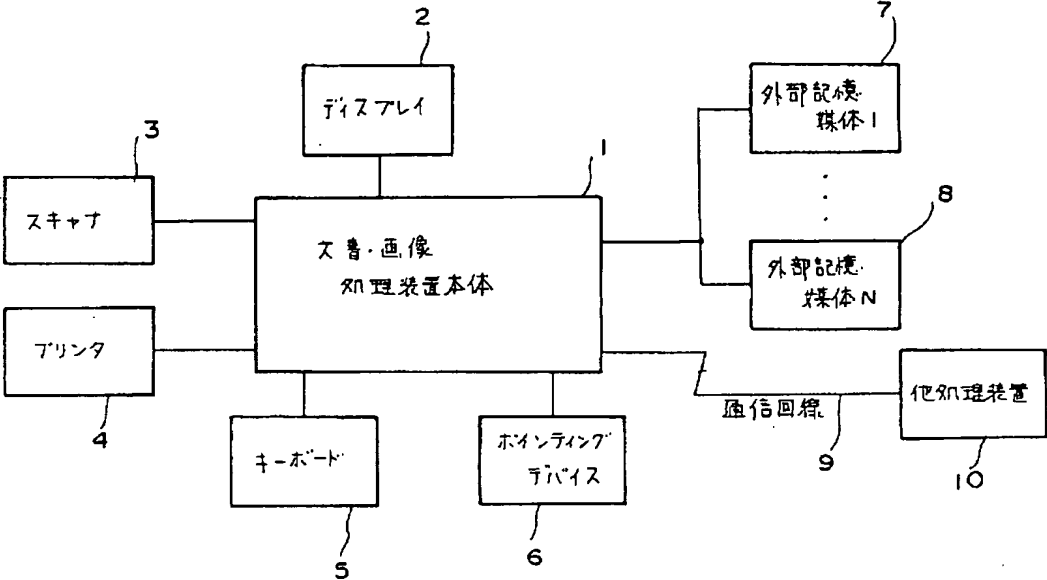 2
ディスプレイ
7
外部記憶
媒体1
3
スキャナ
1
文書・画像
処理装置本体
8
外部記憶
媒体N
プリンタ
4
通信回線
9
他処理装置
10
キーボード
5
ポインティング
デバイス
6